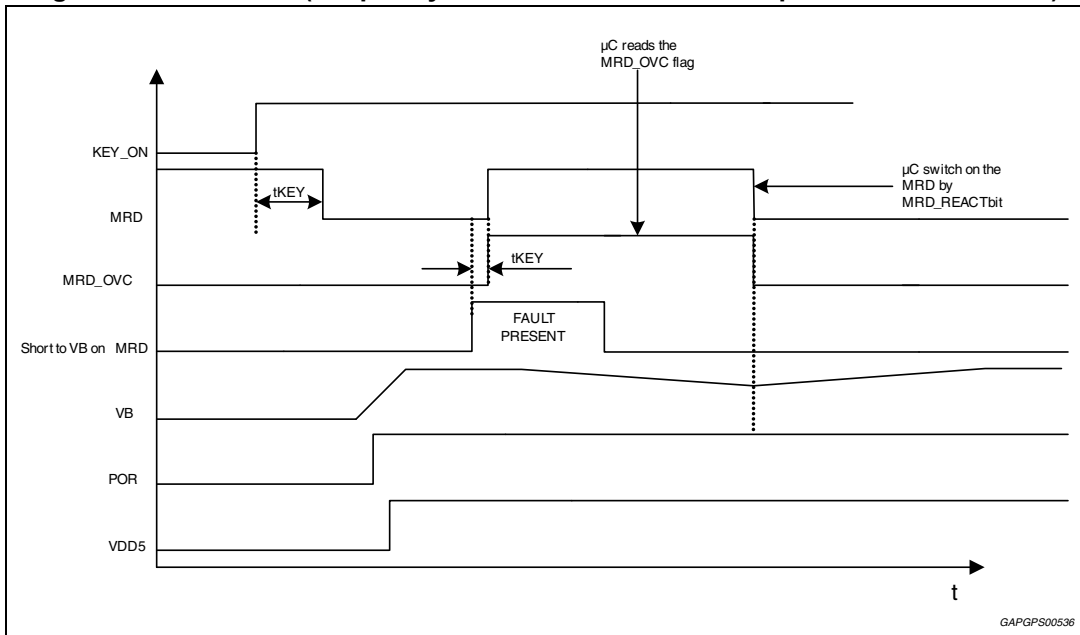 µC reads the
MRD_OVC flag
KEY_ON
µC switch on the
MRD by
MRD_REACTbit
tKEY
MRD
tKEY
MRD_OVC
FAULT
PRESENT
Short to VB on MRD
VB
POR
VDD5
t
GAPGPS00536